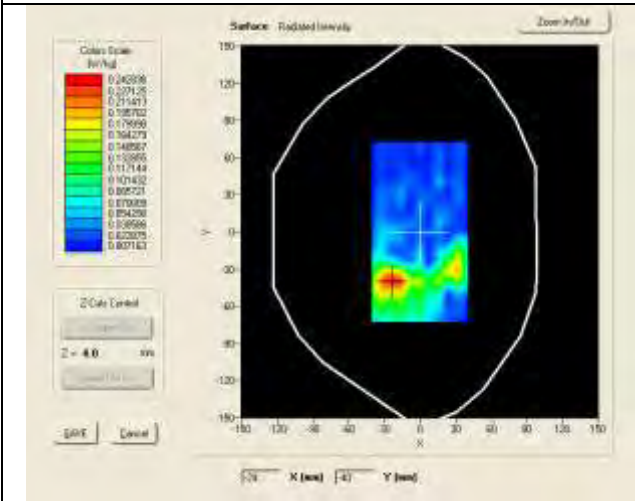 Surface Radiated Intensity
Zoom In/Out
Colors Scale
(W/kg)
0.242838
0.227125
0.211413
0.195702
0.179990
0.164279
0.148567
0.132855
0.117144
0.101432
0.085721
0.070009
0.054298
0.038586
0.022875
0.007163
150
120
90
60
30
0
-30
-60
-90
-120
-150
Y
-150 -120 -90 -60 -30 0 30 60 90 120 150
X
Z-Cuts Control
Z = 4.0 mm
SAVE Cancel
X (mm) -40 Y (mm)